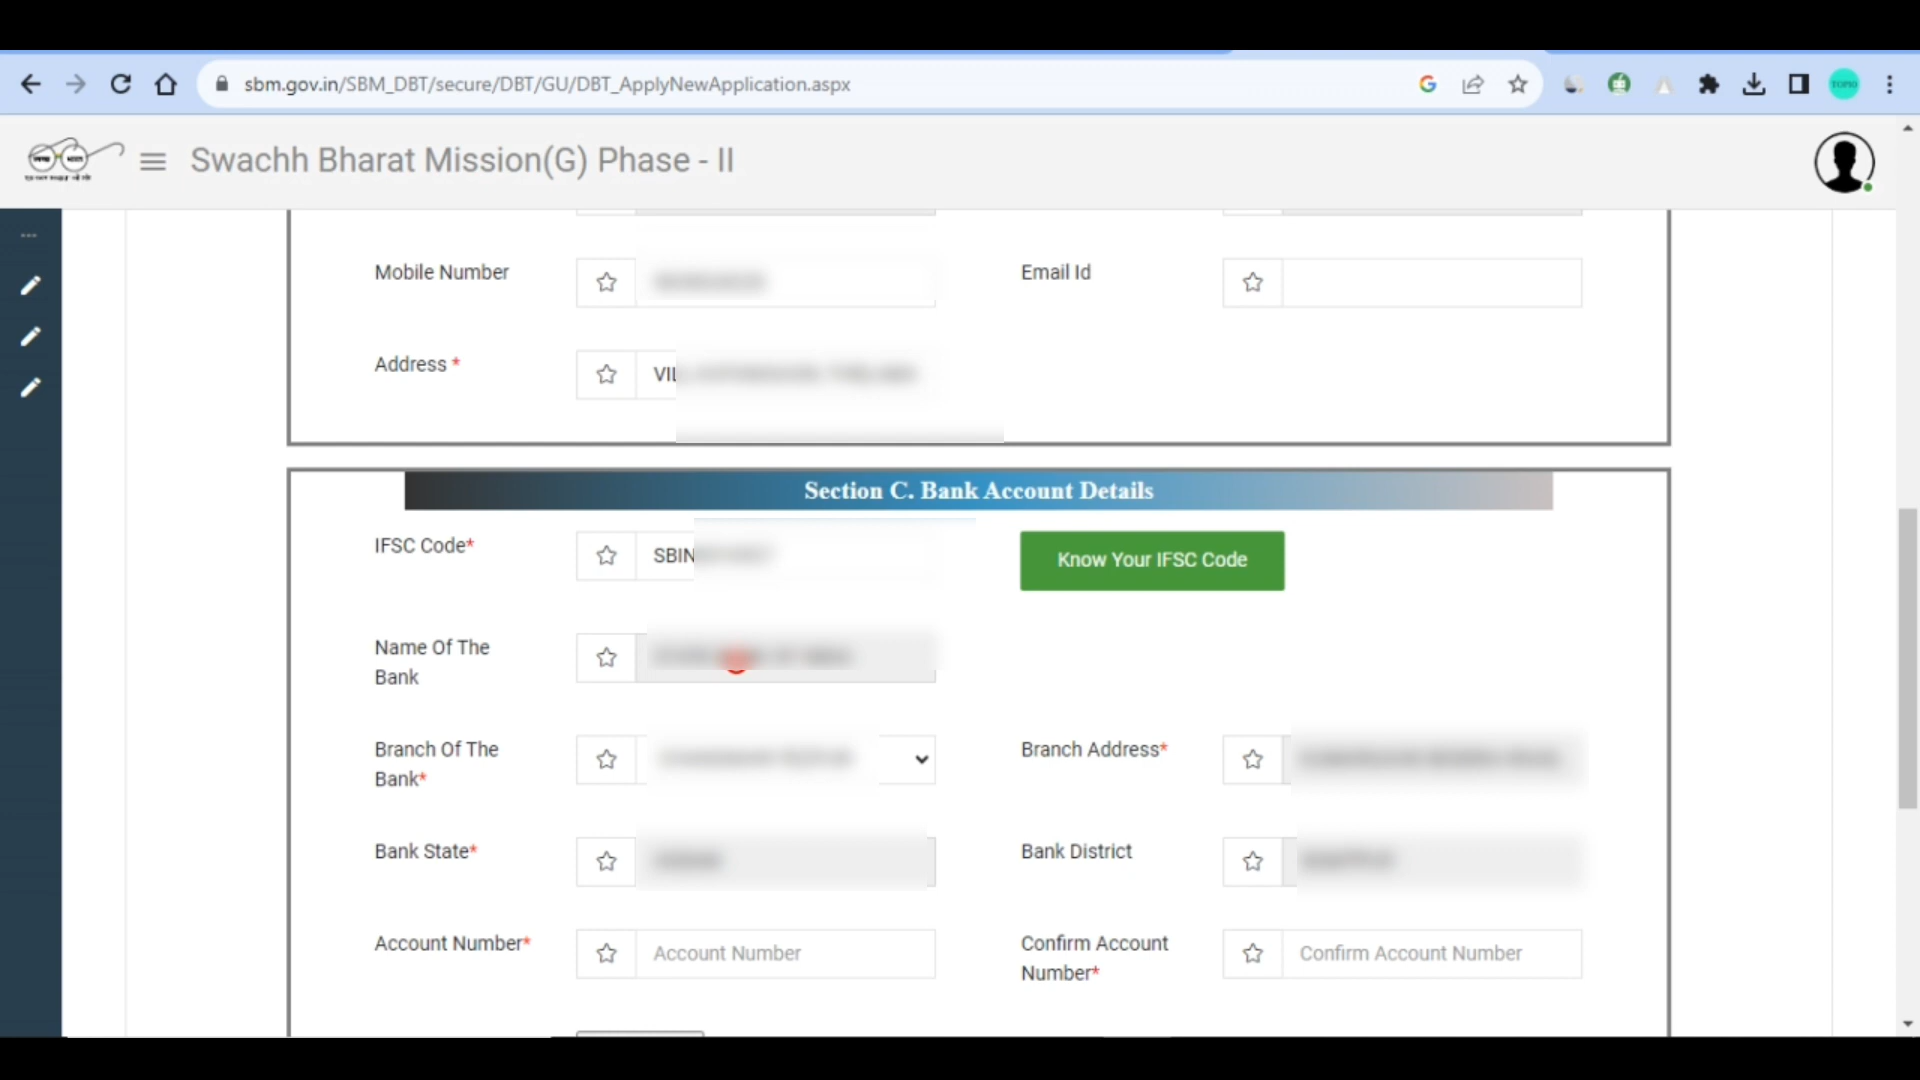 sbm.gov.in/SBM_DBT/secure/DBT/GU/DBT_ApplyNewApplication.aspx
Swachh Bharat Mission(G) Phase - II
Mobile Number
Email Id
Address *
VIL
Section C. Bank Account Details
IFSC Code*
SBIN
Know Your IFSC Code
Name Of The
Bank
Branch Of The
Bank*
Branch Address*
Bank State*
Bank District
Account Number*
Account Number
Confirm Account
Number*
Confirm Account Number